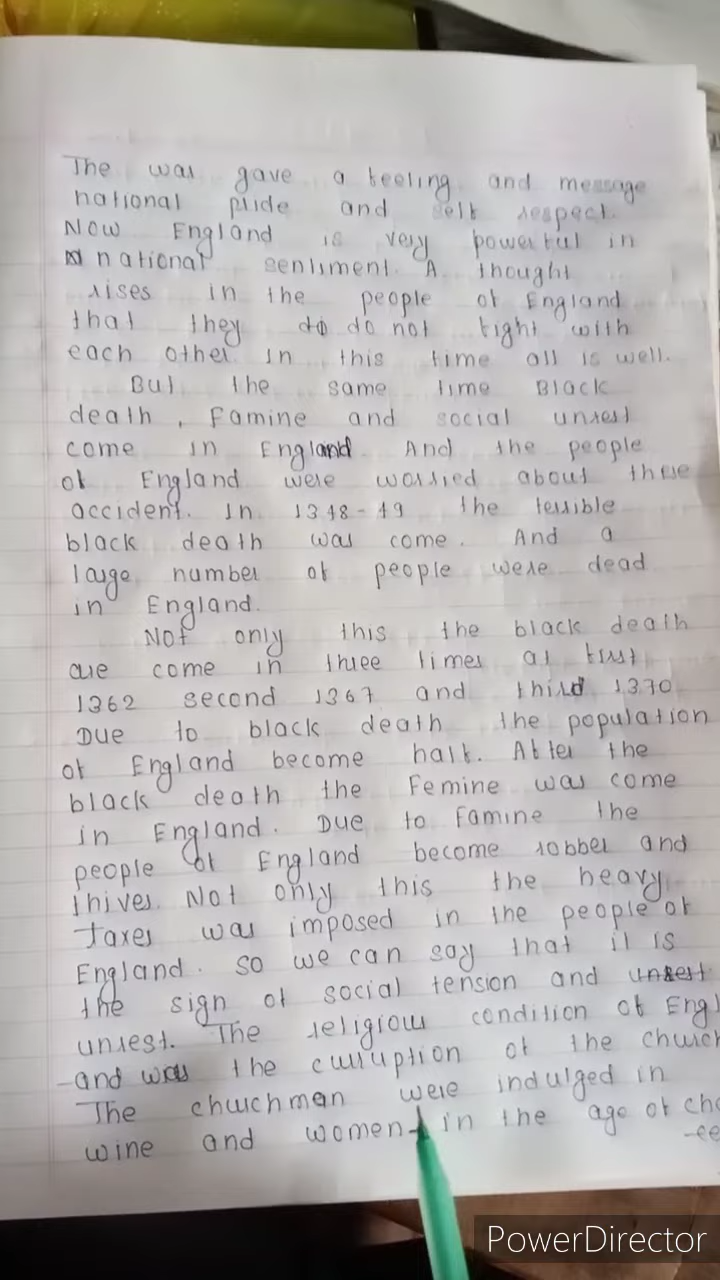 The was gave a feeling and message
national pride and self respect.
Now England is very powerful in
national sentiment. A thought
rises in the people of England
that they do do not fight with
each other. In this time all is well.
But the same time Black
death, Famine and social unrest
come in England. And the people
of England were worried about these
accident. In 1348-49 the terrible
black death was come. And a
large number of people were dead
in England.
Not only this the black death
are come in three times at first
1362 second 1367 and third 1370
Due to black death the population
of England become half. After the
black death the Femine was come
in England. Due to Famine the
people of England become robber and
thives. Not only this the heavy
taxes was imposed in the people of
England. so we can say that it is
the sign of social tension and unrest
unrest. The religious condition of Engl
-and was the curruption of the church
The chuchman were indulged in
wine and women in the age of cha
-ce
PowerDirector